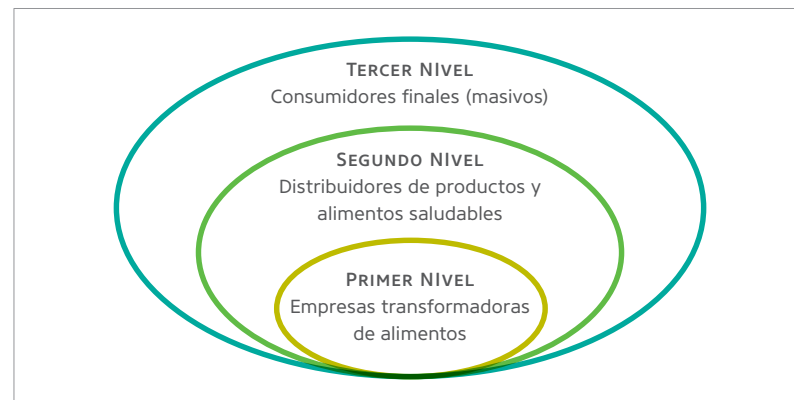 Tercer NIvel
Consumidores finales (masivos)
Segundo NIvel
Distribuidores de productos y
alimentos saludables
Primer NIvel
Empresas transformadoras
de alimentos